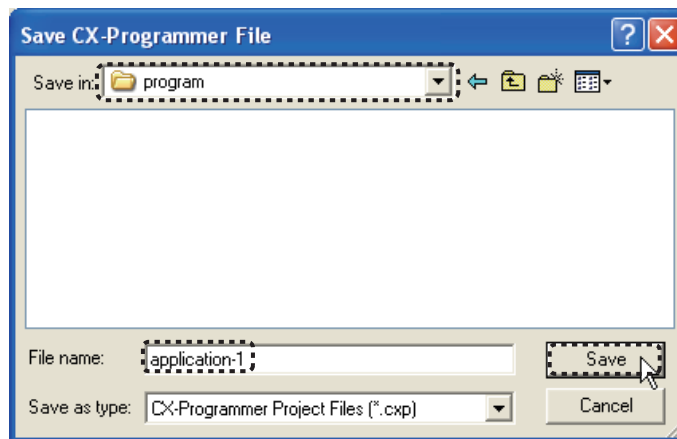 Save CX-Programmer File
Save in: program
File name: application-1 Save
Save as type: CX-Programmer Project Files (*.cxp) Cancel